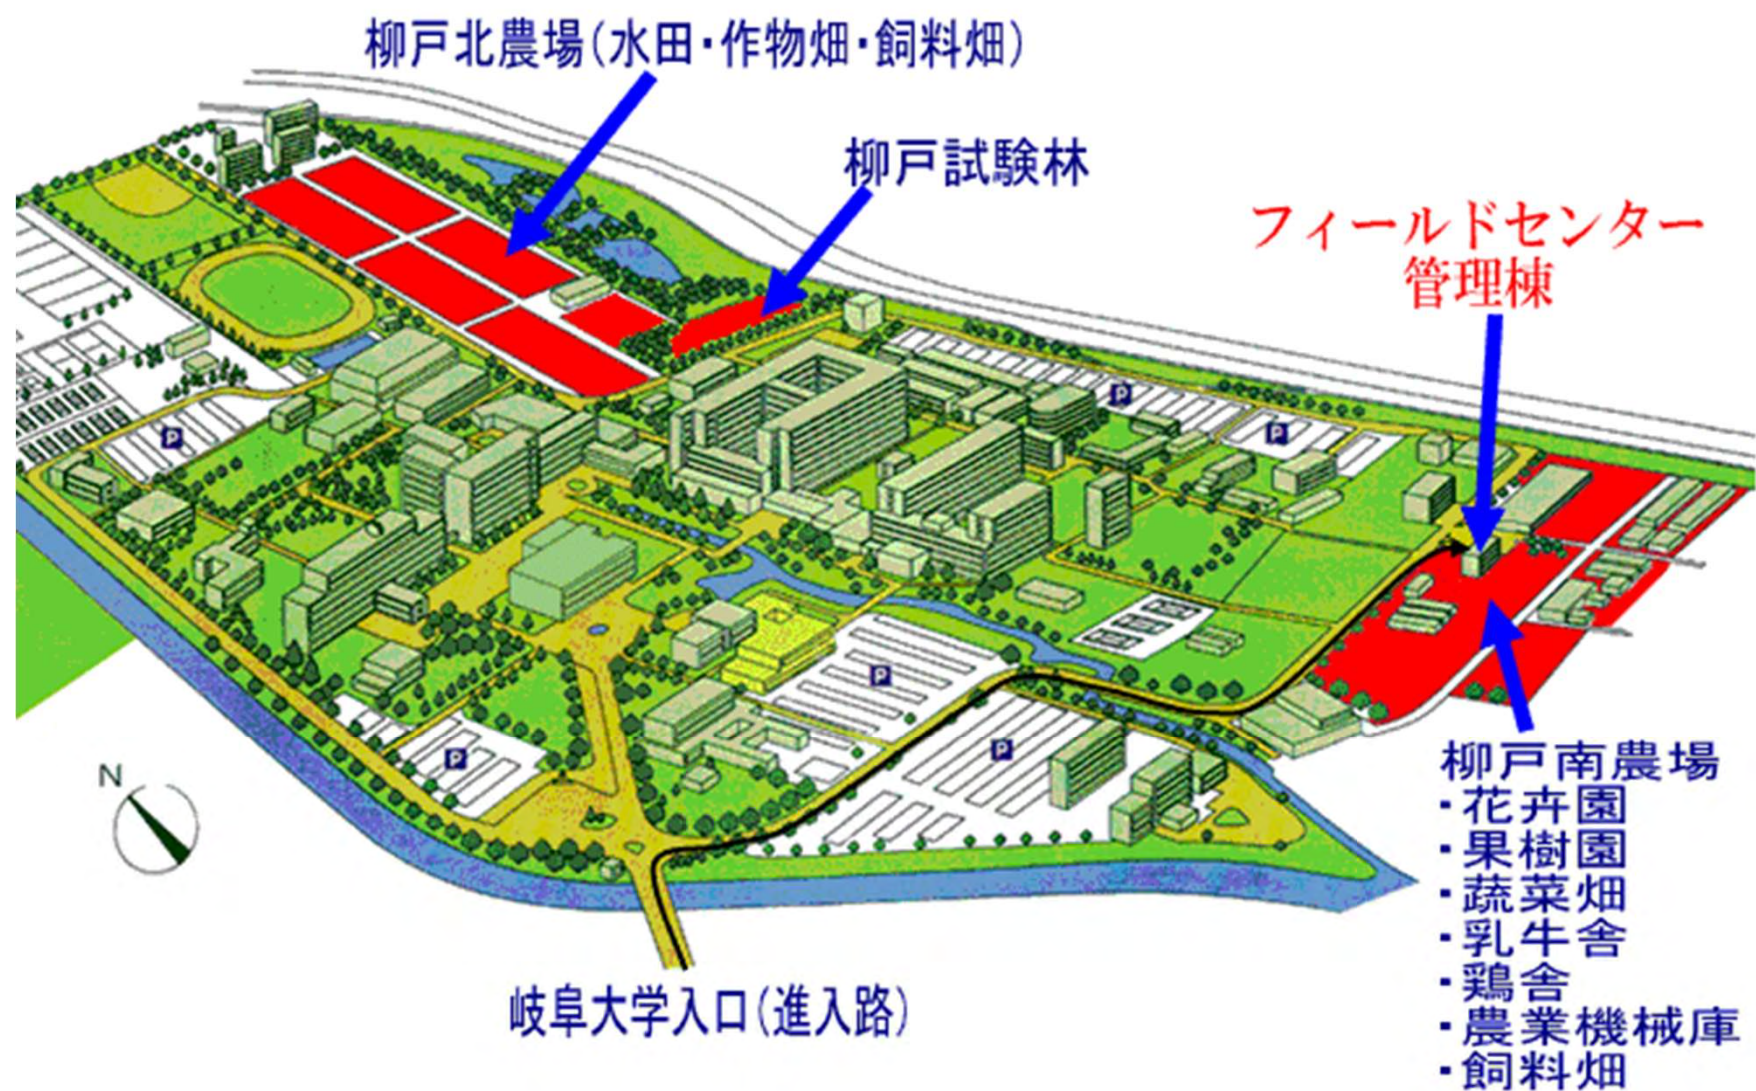 柳戸北農場(水田・作物畑・飼料畑)
柳戸試験林
フィールドセンター
管理棟
P
P
P
P
P
P
N
柳戸南農場
・花卉園
・果樹園
・蔬菜畑
・乳牛舎
・鶏舎
・農業機械庫
・飼料畑
岐阜大学入口(進入路)